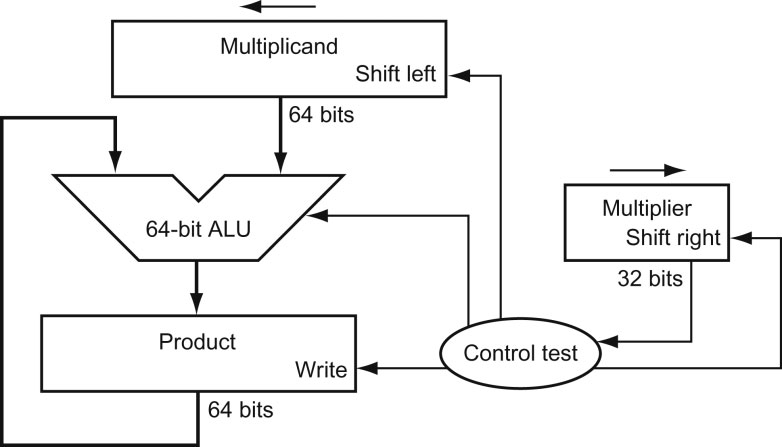 Multiplicand
Shift left
64 bits
64-bit ALU
Multiplier
Shift right
32 bits
Product
Write
Control test
64 bits